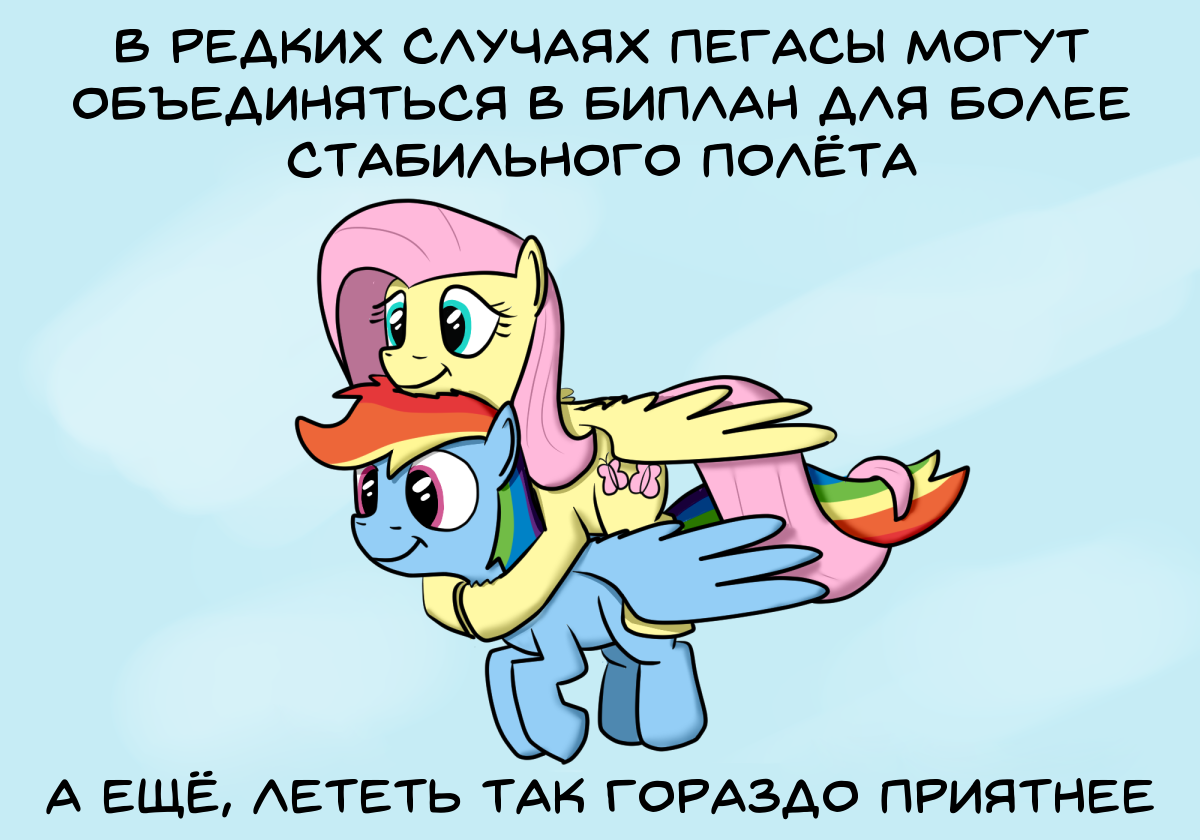 В РЕДКИХ СЛУЧАЯХ ПЕГАСЫ МОГУТ
ОБЪЕДИНЯТЬСЯ В БИПЛАН ДЛЯ БОЛЕЕ
СТАБИЛЬНОГО ПОЛЁТА
А ЕЩЁ, ЛЕТЕТЬ ТАК ГОРАЗДО ПРИЯТНЕЕ